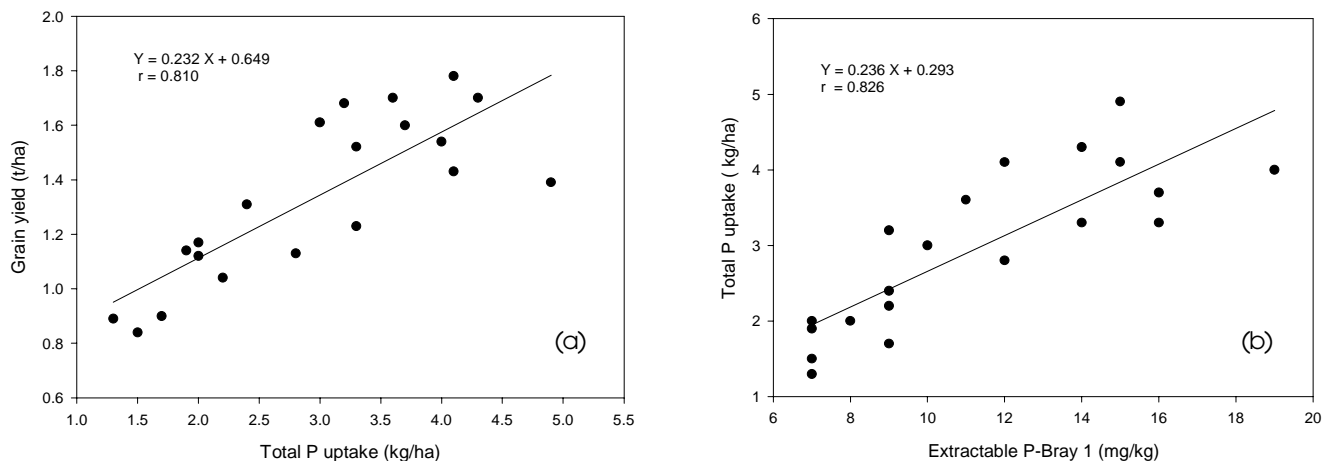 2.0
1.8
1.6
1.4
1.2
1.0
0.8
0.6
Grain yield (t/ha)
Y = 0.232 X + 0.649
r = 0.810
(a)
1.0 1.5 2.0 2.5 3.0 3.5 4.0 4.5 5.0 5.5
Total P uptake (kg/ha)
6
5
4
3
2
1
Total P uptake ( kg/ha)
Y = 0.236 X + 0.293
r = 0.826
(b)
6 8 10 12 14 16 18 20
Extractable P-Bray 1 (mg/kg)